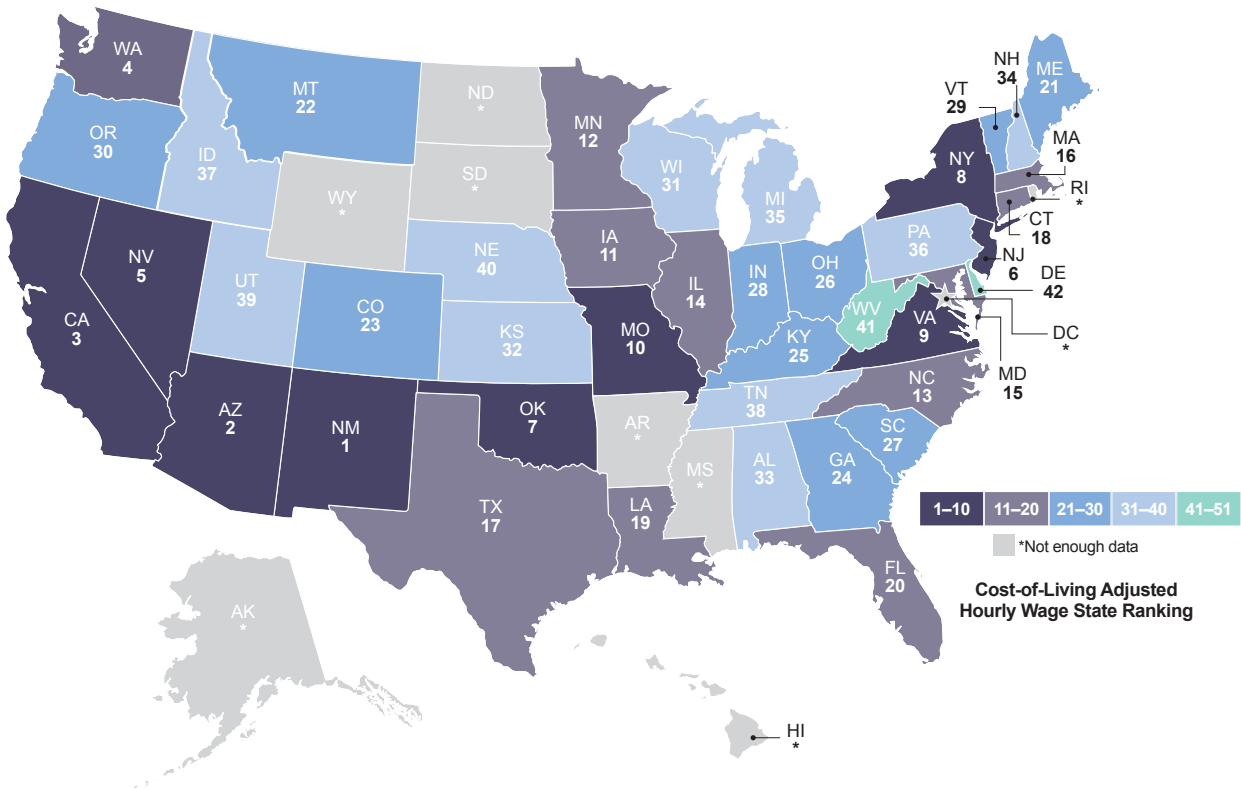 WA
4
MT
22
ND
*
MN
12
VT
29
NH
34
ME
21
OR
30
ID
37
WY
*
SD
*
WI
31
MI
35
NY
8
MA
16
RI
*
CT
18
NV
5
UT
39
CO
23
NE
40
IA
11
IL
14
IN
28
OH
26
PA
36
NJ
6
DE
42
CA
3
KS
32
MO
10
KY
25
WV
41
VA
9
DC
*
MD
15
AZ
2
NM
1
OK
7
AR
*
TN
38
NC
13
SC
27
TX
17
LA
19
MS
*
AL
33
GA
24
FL
20
1–10 11–20 21–30 31–40 41–51
*Not enough data
Cost-of-Living Adjusted
Hourly Wage State Ranking
AK
*
HI
*